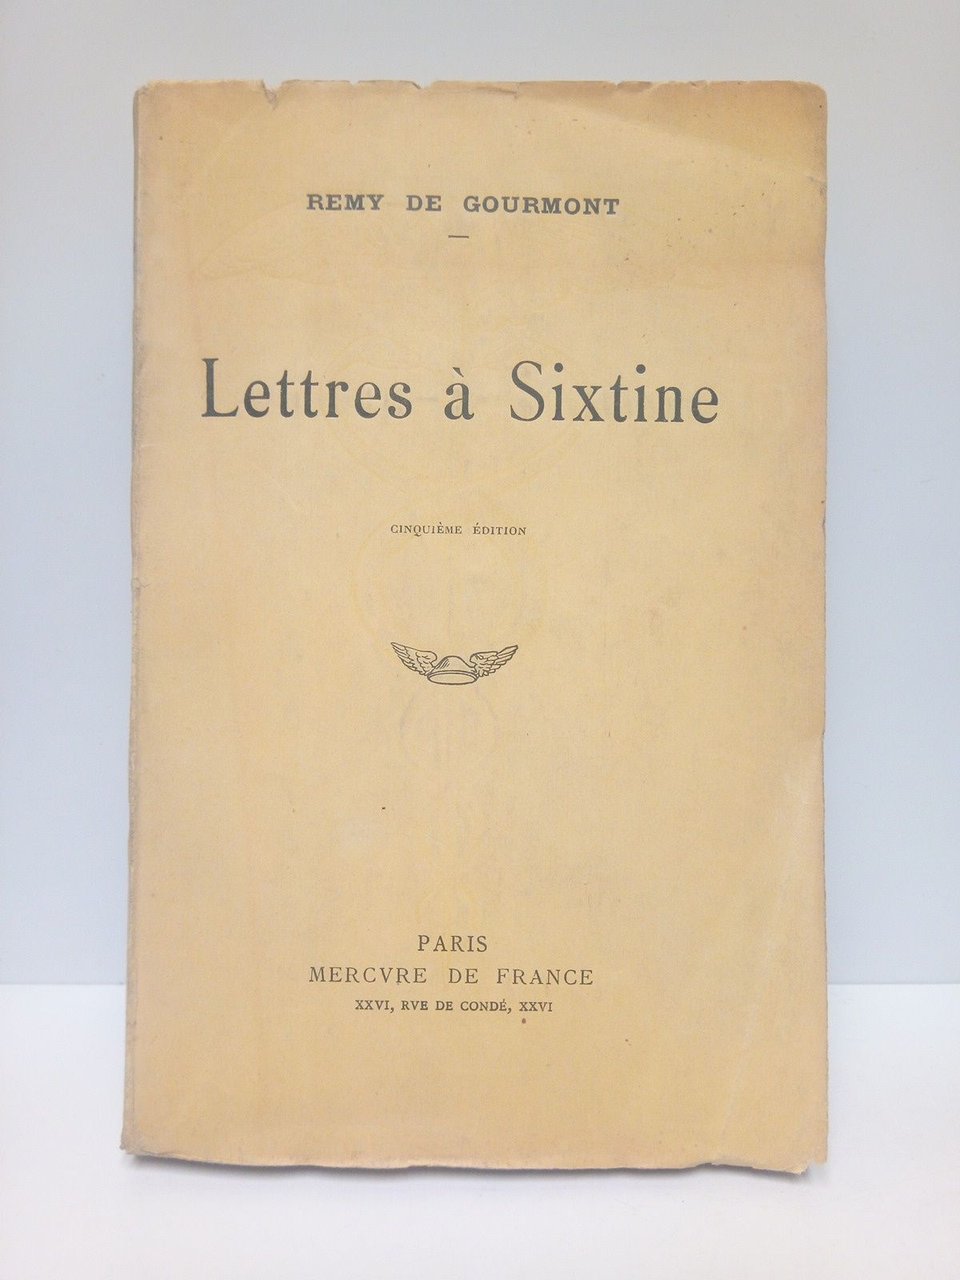 REMY DE GOURMONT
Lettres à Sixtine
CINQUIÈME ÉDITION
PARIS
MERCVRE DE FRANCE
XXVI, RVE DE CONDÉ, XXVI